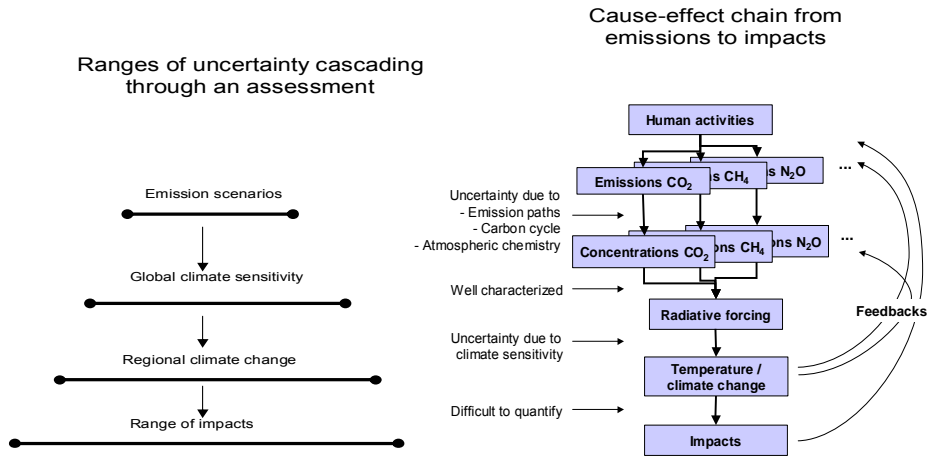 Ranges of uncertainty cascading
through an assessment
Emission scenarios
Global climate sensitivity
Regional climate change
Range of impacts
Cause-effect chain from
emissions to impacts
Human activities
Emissions CO₂
ns CH₄
ns N₂O
...
Uncertainty due to
- Emission paths
- Carbon cycle
- Atmospheric chemistry
Concentrations CO₂
ons CH₄
ions N₂O
...
Well characterized
Radiative forcing
Feedbacks
Uncertainty due to
climate sensitivity
Temperature /
climate change
Difficult to quantify
Impacts